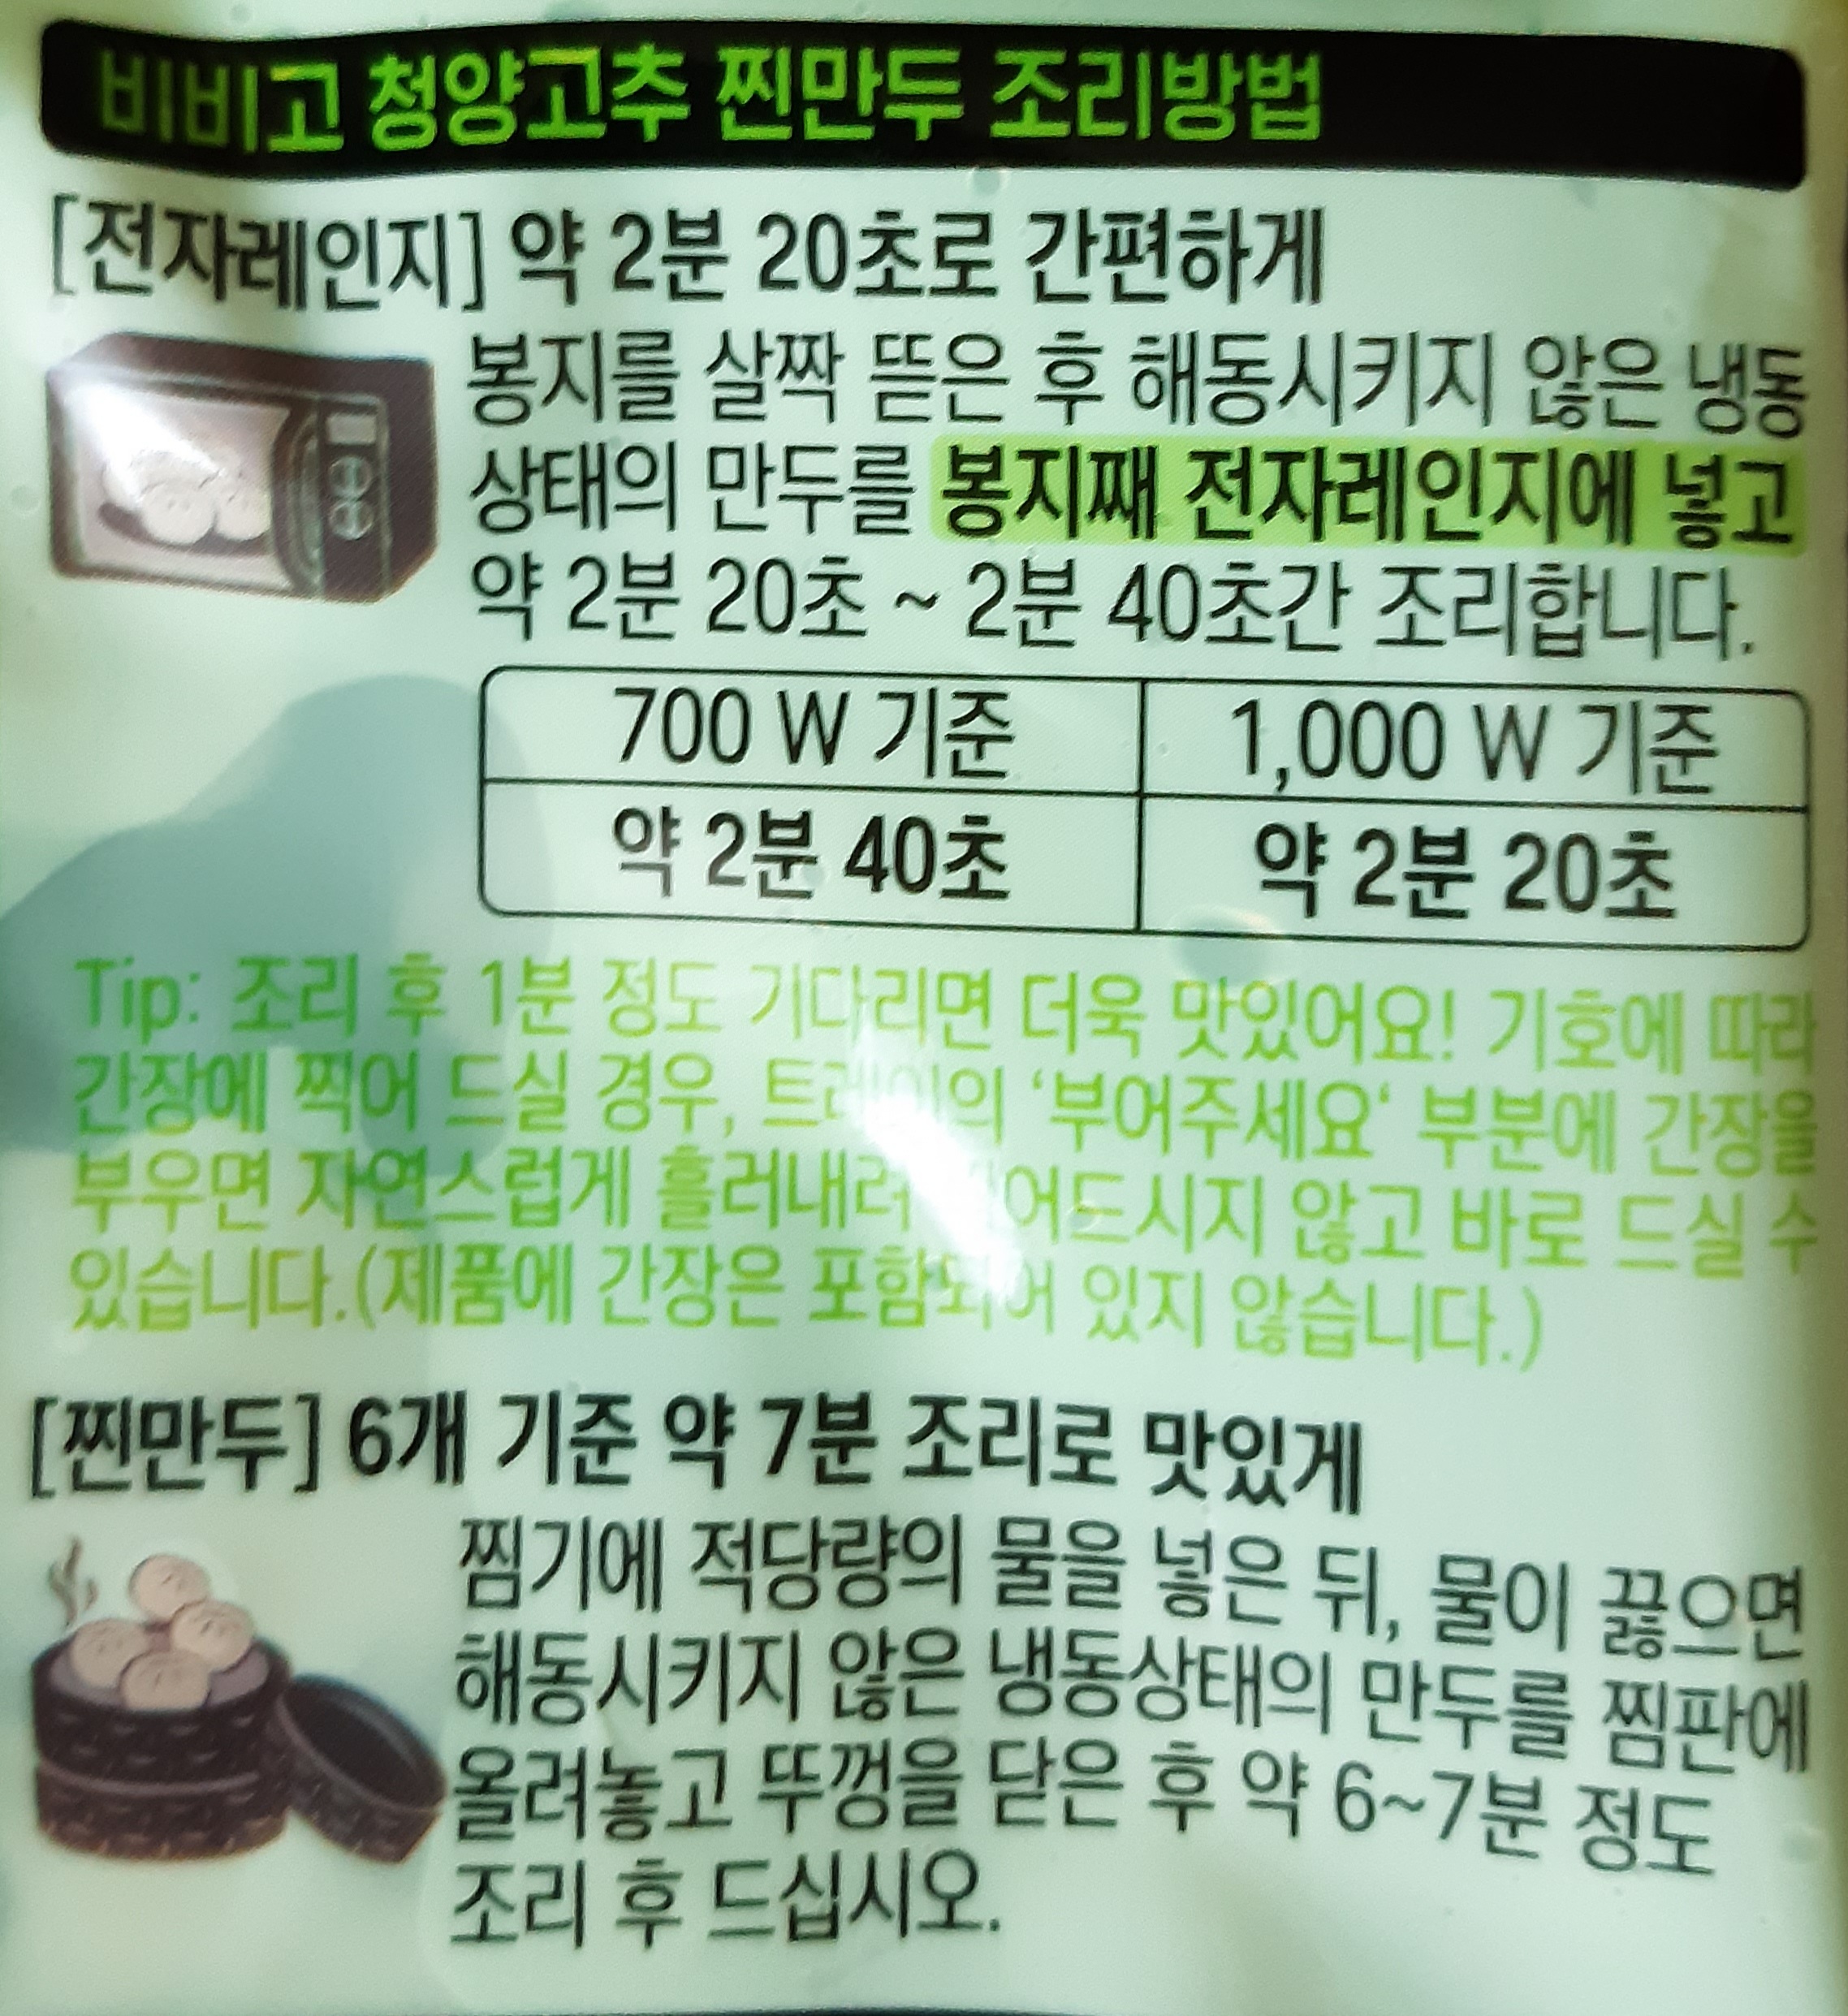 비비고 청양고추 찐만두 조리방법
[전자레인지] 약 2분 20초로 간편하게
봉지를 살짝 뜯은 후 해동시키지 않은 냉동
상태의 만두를 봉지째 전자레인지에 넣고
약 2분 20초 ~ 2분 40초간 조리합니다.
700 W 기준 1,000 W 기준
약 2분 40초 약 2분 20초
Tip: 조리 후 1분 정도 기다리면 더욱 맛있어요! 기호에 따라
간장에 찍어 드실 경우, 트레이의 ‘부어주세요‘ 부분에 간장을
부우면 자연스럽게 흘러내려 않고 바로 드실 수
있습니다.(제품에 간장은 포함되어 있지 않습니다.)
[찐만두] 6개 기준 약 7분 조리로 맛있게
찜기에 적당량의 물을 넣은 뒤, 물이 끓으면
해동시키지 않은 냉동상태의 만두를 찜판에
올려놓고 뚜껑을 닫은 후 약 6~7분 정도
조리 후 드십시오.